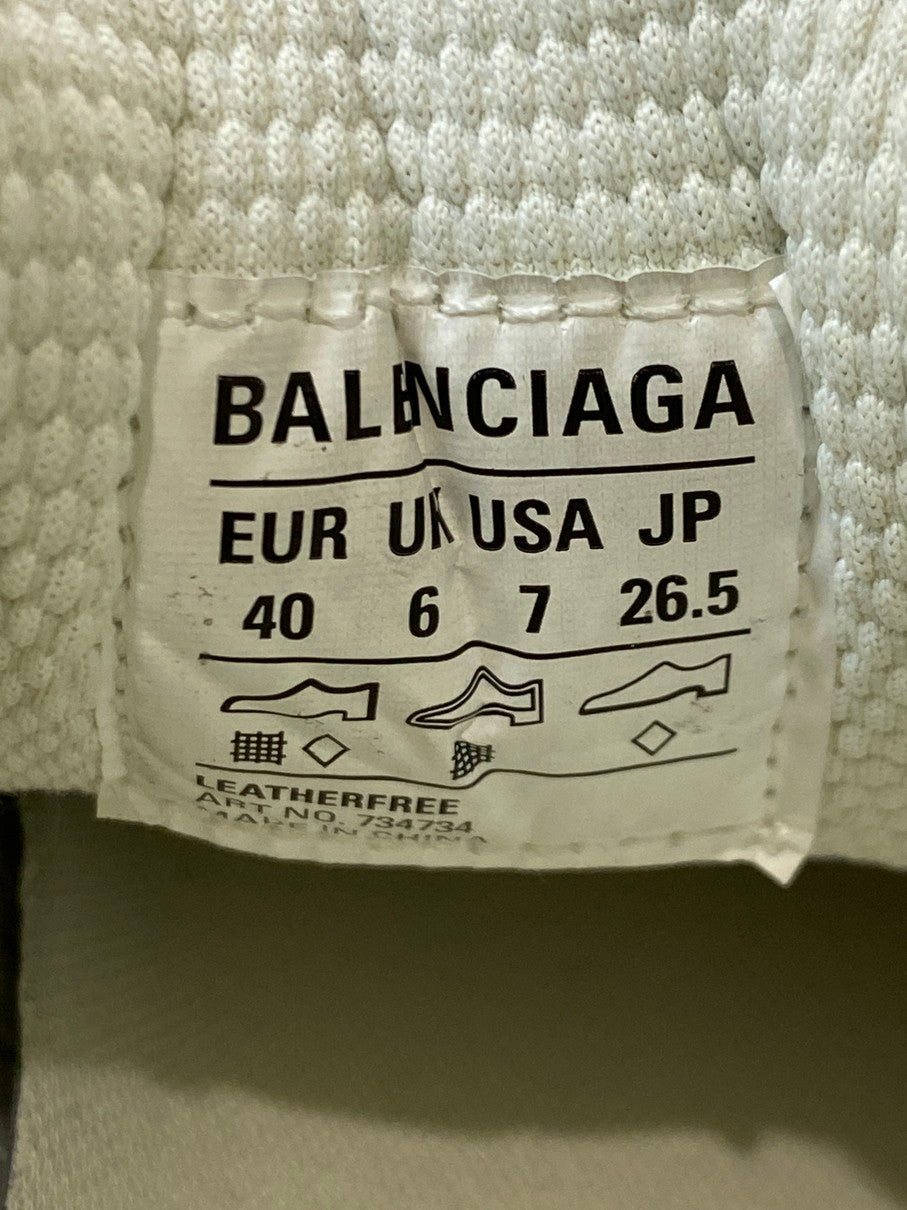 BALENCIAGA
EUR UK USA JP
40 6 7 26.5
LEATHERFREE
ART NO. 734734
MADE IN CHINA